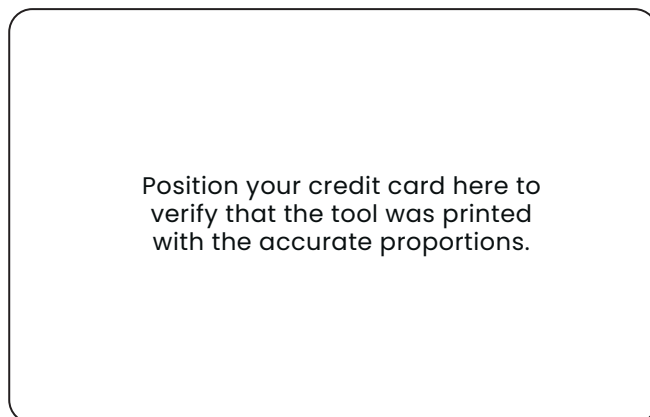 Position your credit card here to
verify that the tool was printed
with the accurate proportions.